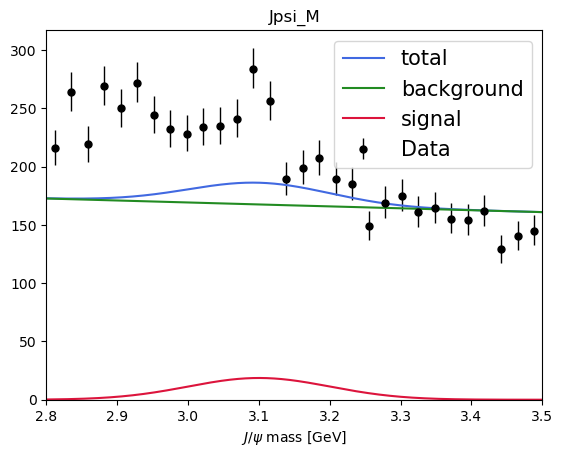 Jpsi_M
total
background
signal
Data
300
250
200
150
100
50
0
2.8 2.9 3.0 3.1 3.2 3.3 3.4 3.5
J/ψ mass [GeV]